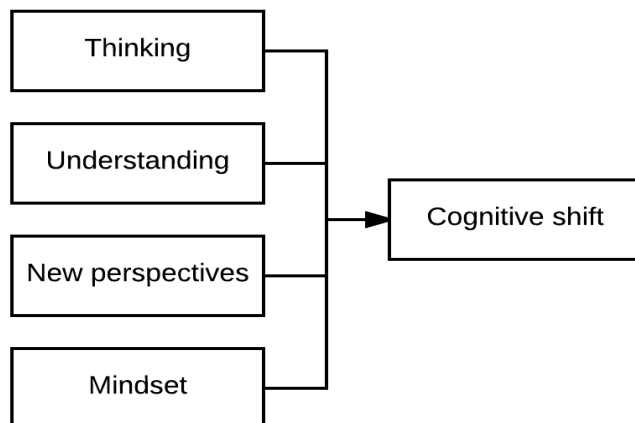 Thinking
Understanding
New perspectives
Mindset
Cognitive shift